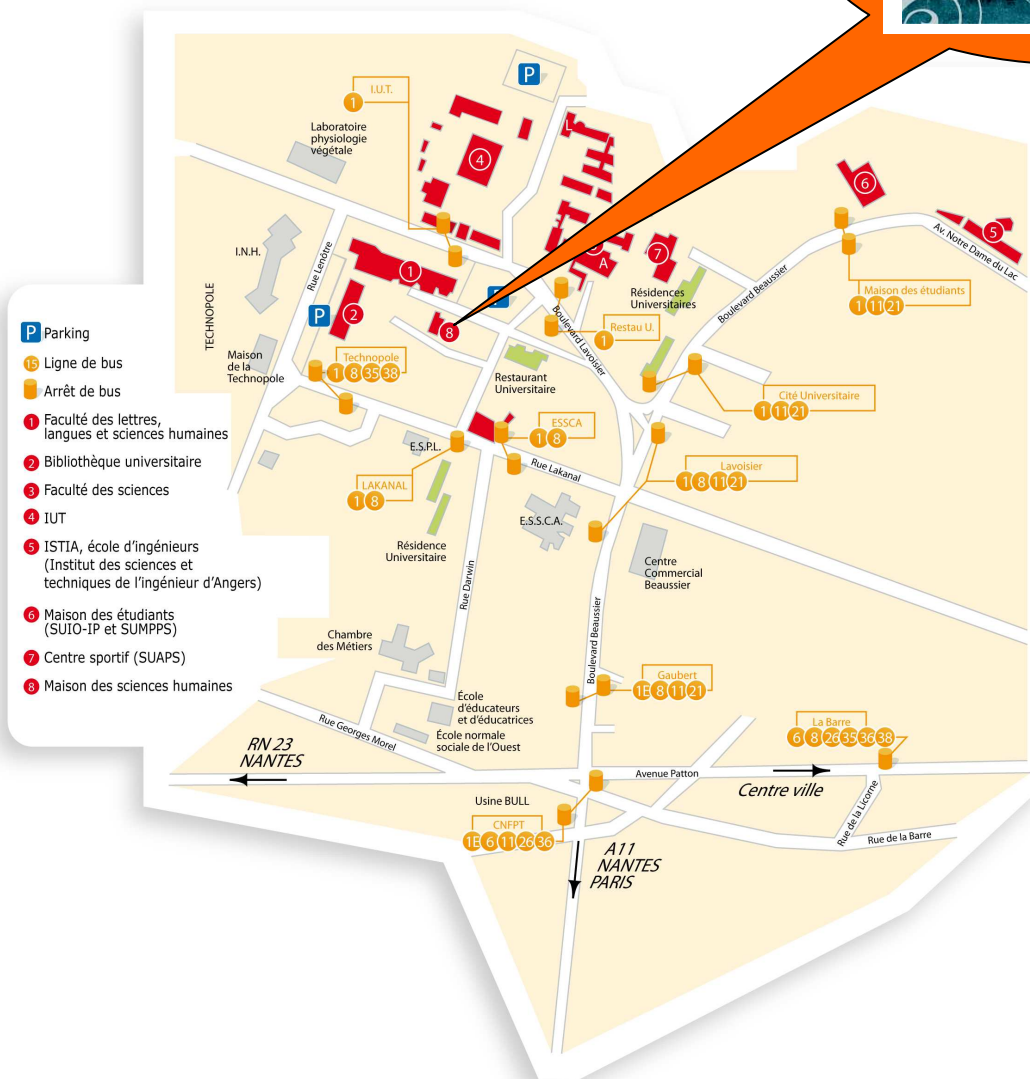 P
I.U.T.
1
Laboratoire
physiologie
végétale
4
L
6
5
Av. Notre Dame du Lac
I.N.H.
Rue Lenôtre
1
A
7
Boulevard Beaussier
Maison des étudiants
1 11 21
Résidences
Universitaires
TECHNOPOLE
P
2
8
Boulevard Lavoisier
Restau U.
1
Maison
de la
Technopole
Technopole
1 8 35 38
Restaurant
Universitaire
Cité Universitaire
1 11 21
E.S.P.L.
ESSCA
1 8
Rue Lakanal
Lavoisier
1 8 11 21
LAKANAL
1 8
E.S.S.C.A.
Résidence
Universitaire
Rue Darwin
Centre
Commercial
Beaussier
Boulevard Beaussier
Chambre
des Métiers
Gaubert
1E 8 11 21
École
d'éducateurs
et d'éducatrices
École normale
sociale de l'Ouest
Rue Georges Morel
La Barre
6 8 26 35 36 38
RN 23
NANTES
Avenue Patton
Centre ville
Usine BULL
CNFPT
1E 6 11 26 36
Rue de la Licorne
Rue de la Barre
A11
NANTES
PARIS
P Parking
15 Ligne de bus
Arrêt de bus
1 Faculté des lettres,
langues et sciences humaines
2 Bibliothèque universitaire
3 Faculté des sciences
4 IUT
5 ISTIA, école d'ingénieurs
(Institut des sciences et
techniques de l'ingénieur d'Angers)
6 Maison des étudiants
(SUIO-IP et SUMPPS)
7 Centre sportif (SUAPS)
8 Maison des sciences humaines